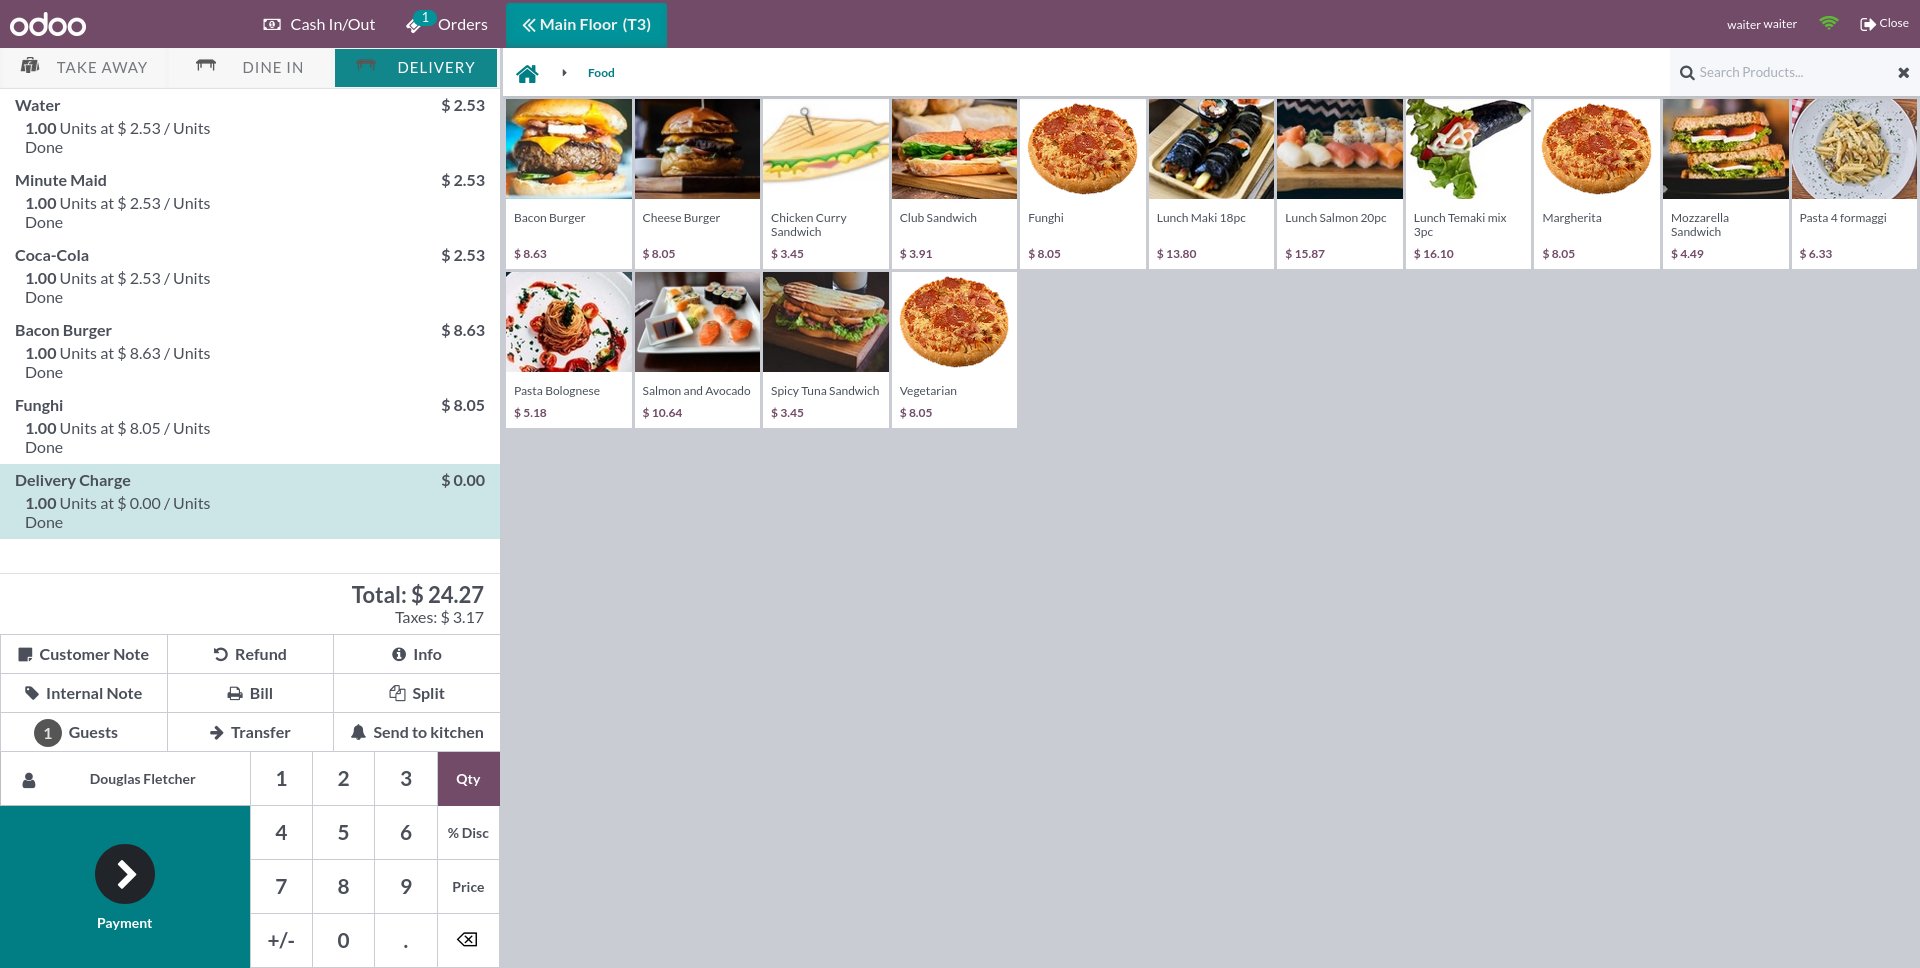 odoo
Cash In/Out
1
Orders
Main Floor (T3)
waiter waiter
Close
TAKE AWAY
DINE IN
DELIVERY
Food
Search Products...
Water $ 2.53
1.00 Units at $ 2.53 / Units
Done
Minute Maid $ 2.53
1.00 Units at $ 2.53 / Units
Done
Coca-Cola $ 2.53
1.00 Units at $ 2.53 / Units
Done
Bacon Burger $ 8.63
1.00 Units at $ 8.63 / Units
Done
Funghi $ 8.05
1.00 Units at $ 8.05 / Units
Done
Delivery Charge $ 0.00
1.00 Units at $ 0.00 / Units
Done
Total: $ 24.27
Taxes: $ 3.17
Customer Note
Refund
Info
Internal Note
Bill
Split
1 Guests
Transfer
Send to kitchen
Douglas Fletcher
Payment
1 2 3 Qty
4 5 6 % Disc
7 8 9 Price
+/- 0 .
Bacon Burger
$ 8.63
Cheese Burger
$ 8.05
Chicken Curry
Sandwich
$ 3.45
Club Sandwich
$ 3.91
Funghi
$ 8.05
Lunch Maki 18pc
$ 13.80
Lunch Salmon 20pc
$ 15.87
Lunch Temaki mix
3pc
$ 16.10
Margherita
$ 8.05
Mozzarella
Sandwich
$ 4.49
Pasta 4 formaggi
$ 6.33
Pasta Bolognese
$ 5.18
Salmon and Avocado
$ 10.64
Spicy Tuna Sandwich
$ 3.45
Vegetarian
$ 8.05